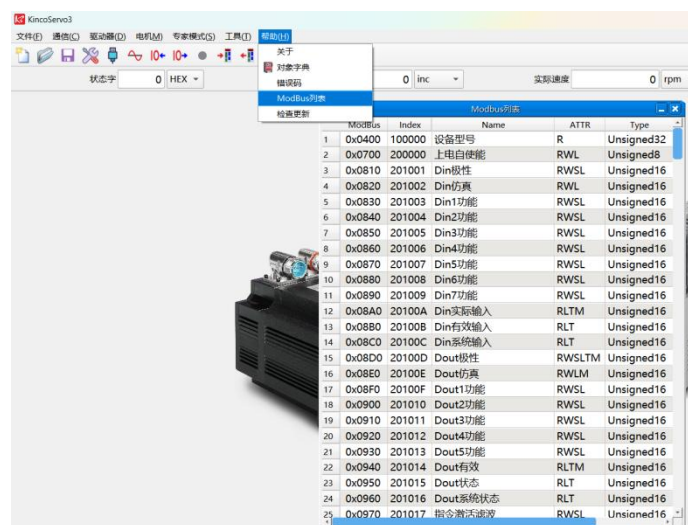 KincoServo3
文件(F) 通信(C) 驱动器(D) 电机(M) 专家模式(S) 工具(T) 帮助(H)
关于
对象字典
错误码
ModBus列表
检查更新
状态字 0 HEX 0 inc 实际速度 0 rpm
Modbus列表
ModBus Index Name ATTR Type
1 0x0400 100000 设备型号 R Unsigned32
2 0x0700 200000 上电自使能 RWL Unsigned8
3 0x0810 201001 Din极性 RWSL Unsigned16
4 0x0820 201002 Din仿真 RWL Unsigned16
5 0x0830 201003 Din1功能 RWSL Unsigned16
6 0x0840 201004 Din2功能 RWSL Unsigned16
7 0x0850 201005 Din3功能 RWSL Unsigned16
8 0x0860 201006 Din4功能 RWSL Unsigned16
9 0x0870 201007 Din5功能 RWSL Unsigned16
10 0x0880 201008 Din6功能 RWSL Unsigned16
11 0x0890 201009 Din7功能 RWSL Unsigned16
12 0x08A0 20100A Din实际输入 RLTM Unsigned16
13 0x08B0 20100B Din有效输入 RLT Unsigned16
14 0x08C0 20100C Din系统输入 RLT Unsigned16
15 0x08D0 20100D Dout极性 RWSLTM Unsigned16
16 0x08E0 20100E Dout仿真 RWLM Unsigned16
17 0x08F0 20100F Dout1功能 RWSL Unsigned16
18 0x0900 201010 Dout2功能 RWSL Unsigned16
19 0x0910 201011 Dout3功能 RWSL Unsigned16
20 0x0920 201012 Dout4功能 RWSL Unsigned16
21 0x0930 201013 Dout5功能 RWSL Unsigned16
22 0x0940 201014 Dout有效 RLTM Unsigned16
23 0x0950 201015 Dout状态 RLT Unsigned16
24 0x0960 201016 Dout系统状态 RLT Unsigned16
25 0x0970 201017 指令激活滤波 RWSL Unsigned16